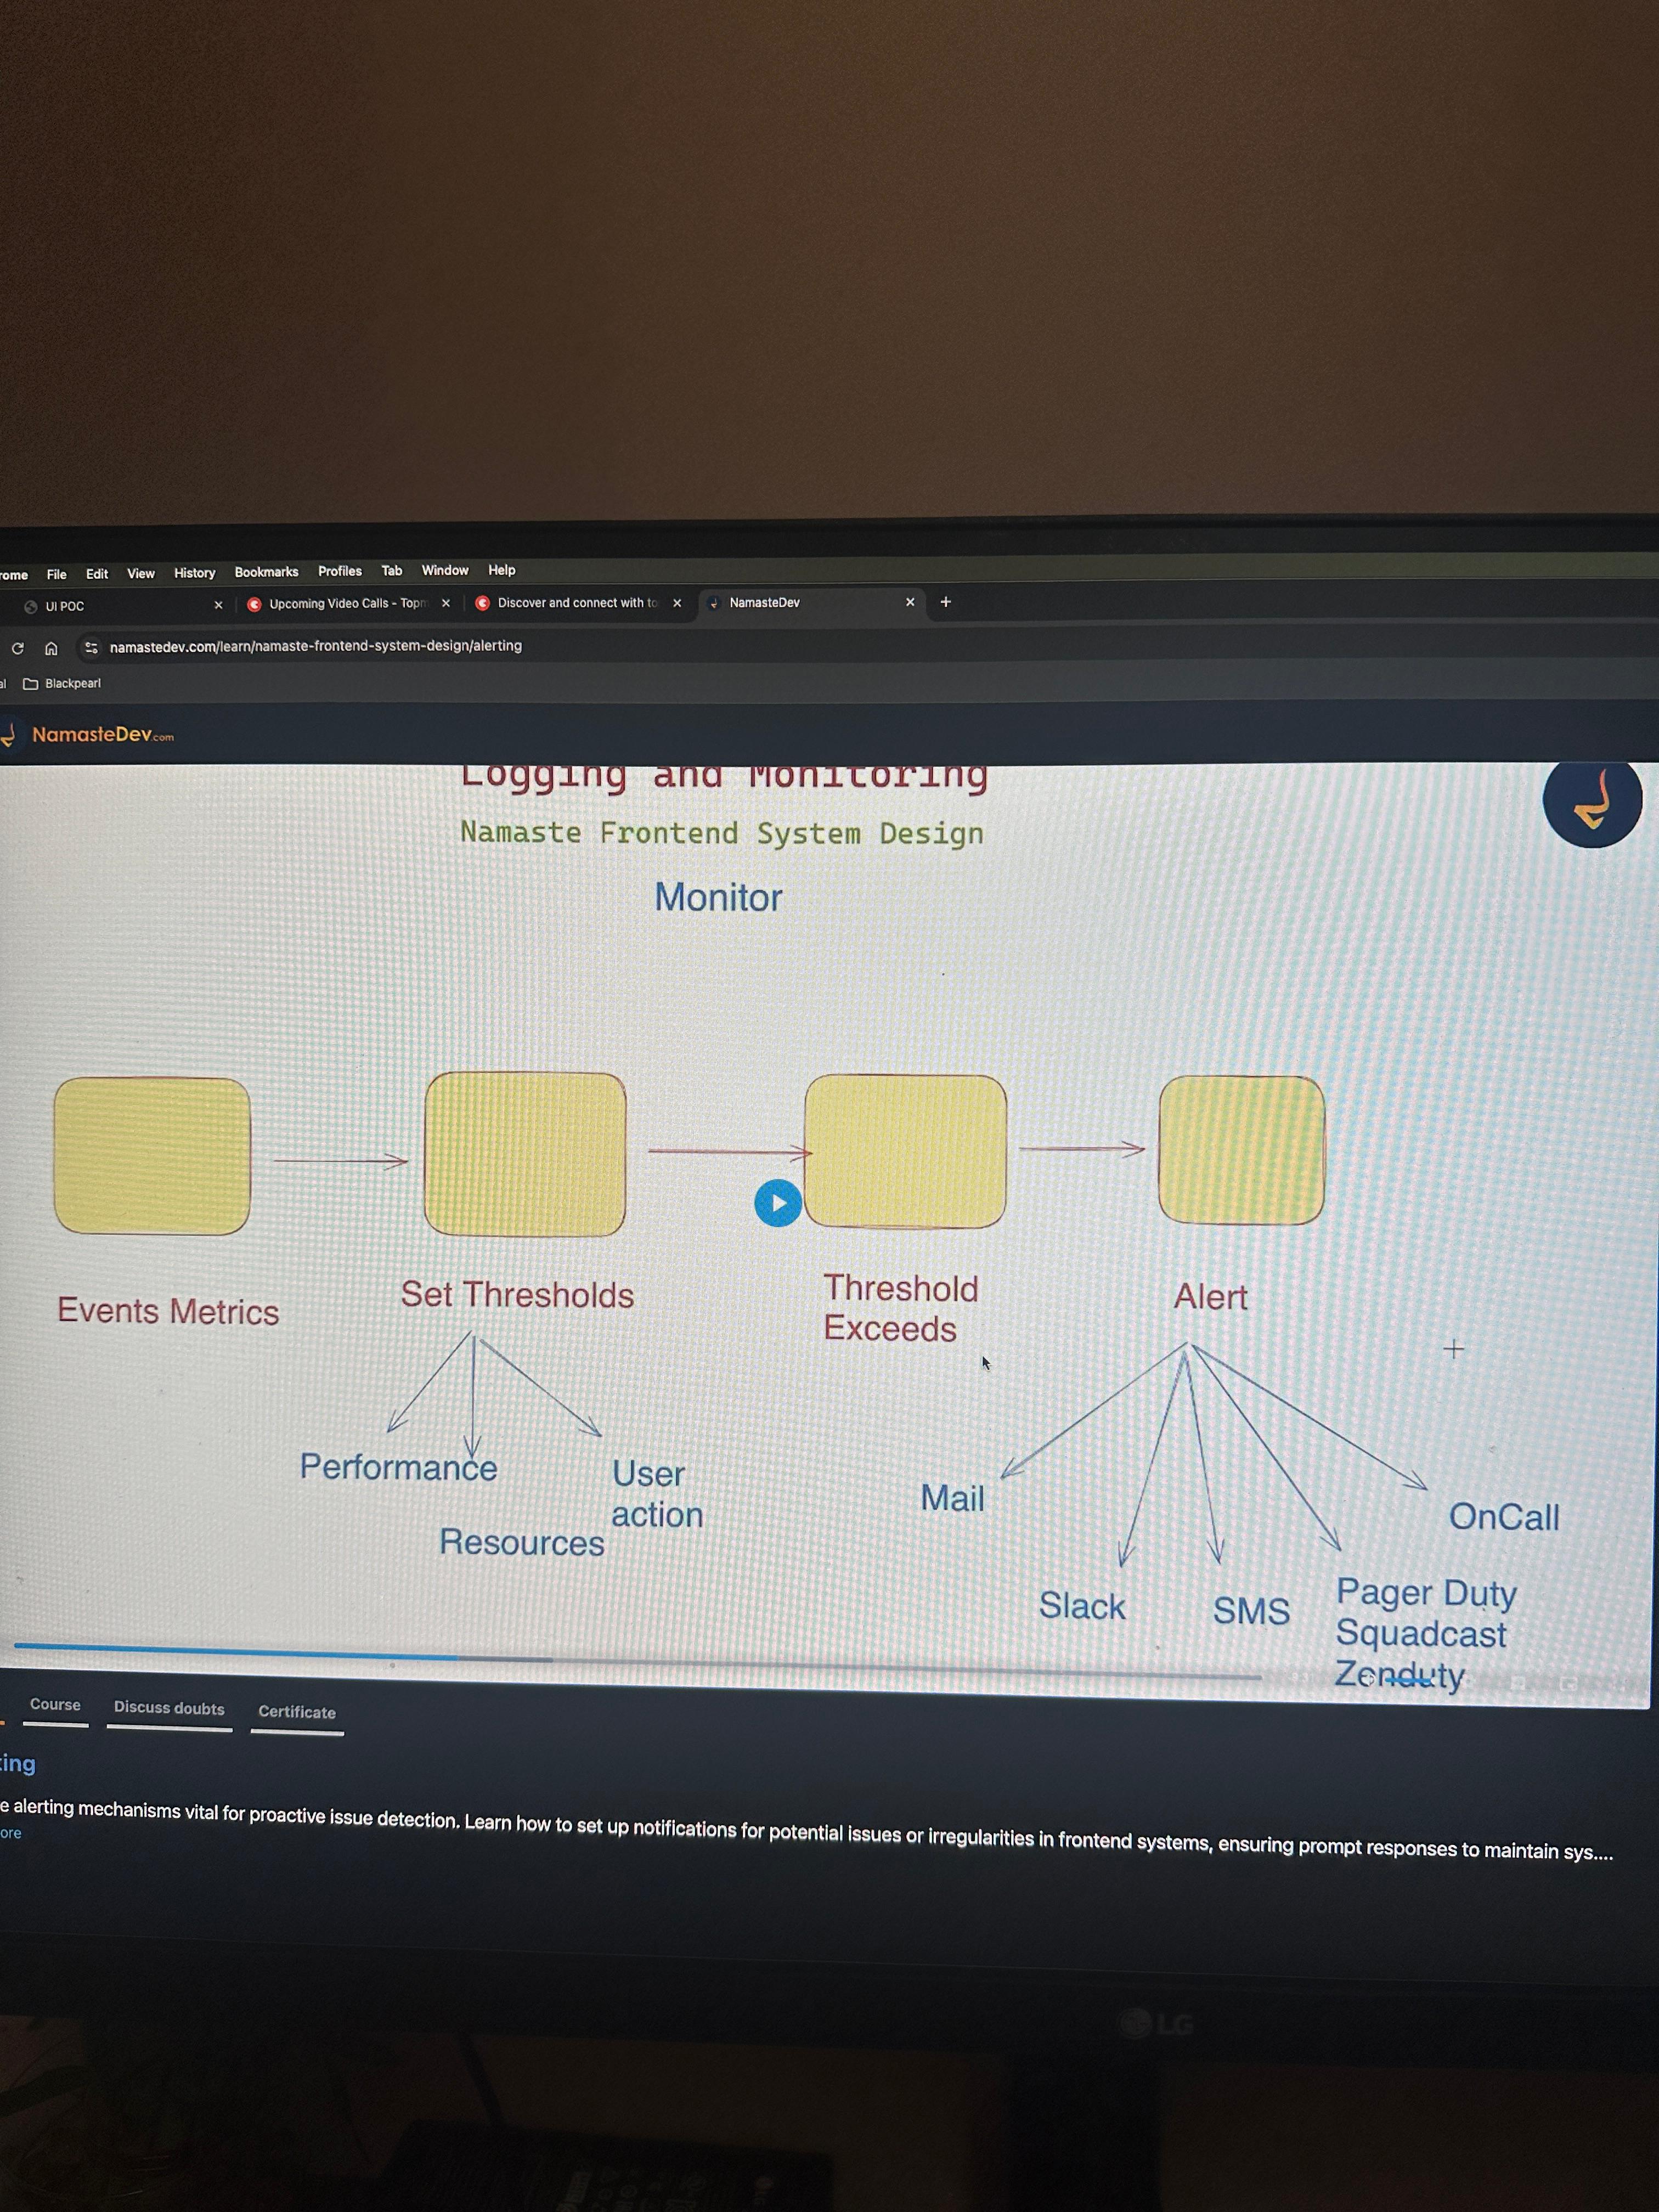 File Edit View History Bookmarks Profiles Tab Window Help
UI POC Upcoming Video Calls - Topm Discover and connect with to NamasteDev
namastedev.com/learn/namaste-frontend-system-design/alerting
Blackpearl
NamasteDev.com
Logging and Monitoring
Namaste Frontend System Design
Monitor
Events Metrics
Set Thresholds
Threshold
Exceeds
Alert
Performance
Resources
User
action
Mail
Slack
SMS
Pager Duty
Squadcast
Zenduty
OnCall
Course Discuss doubts Certificate
e alerting mechanisms vital for proactive issue detection. Learn how to set up notifications for potential issues or irregularities in frontend systems, ensuring prompt responses to maintain sys....
ore
LG